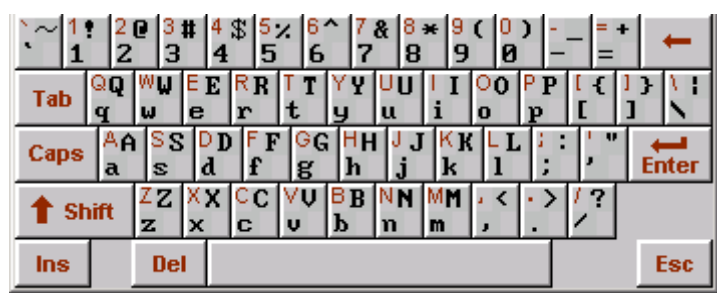 ` ~ ` 1 ! 1 2 @ 2 3 # 3 4 $ 4 5 % 5 6 ^ 6 7 & 7 8 * 8 9 ( 9 0 ) 0 - _ - = + = ←
Tab Q Q q W W w E E e R R r T T t Y Y y U U u I I i O O o P P p [ { [ ] } ] \ ¦ \
Caps A A a S S s D D d F F f G G g H H h J J j K K k L L l ; : ; ' " ' Enter
Shift Z Z z X X x C C c V V v B B b N N n M M m , < , . > . / ? /
Ins Del Esc